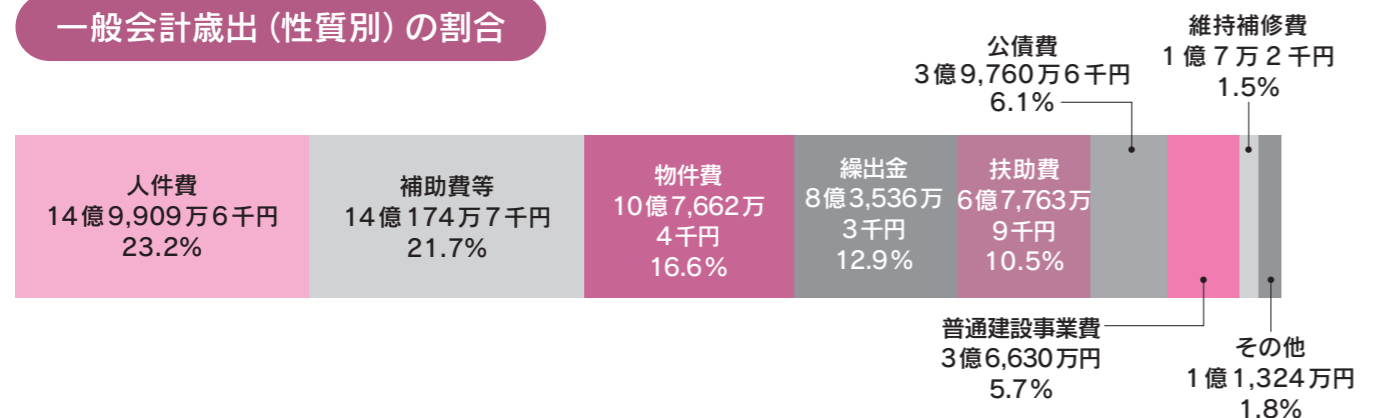 一般会計歳出（性質別）の割合
人件費
14億9,909万6千円
23.2%
補助費等
14億174万7千円
21.7%
物件費
10億7,662万
4千円
16.6%
繰出金
8億3,536万
3千円
12.9%
扶助費
6億7,763万
9千円
10.5%
公債費
3億9,760万6千円
6.1%
普通建設事業費
3億6,630万円
5.7%
維持補修費
1億7万2千円
1.5%
その他
1億1,324万円
1.8%